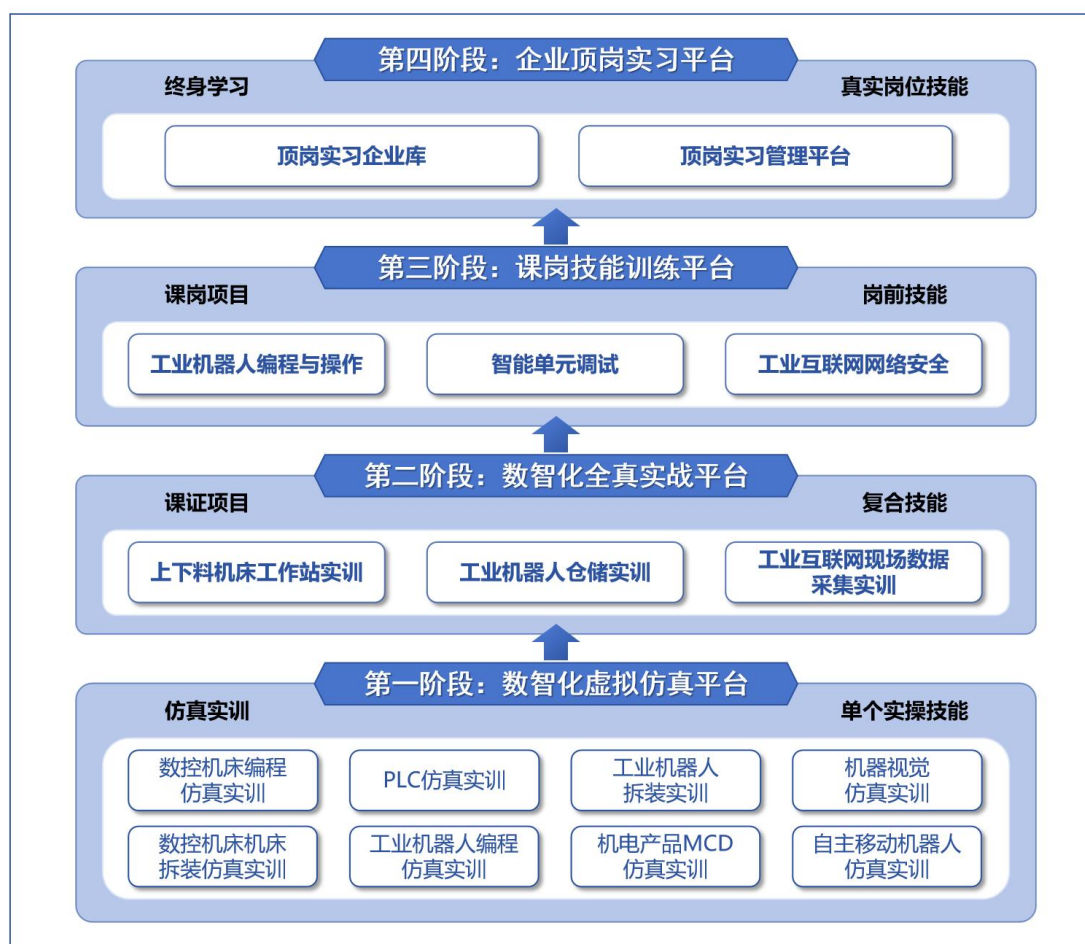 第四阶段：企业顶岗实习平台
终身学习
真实岗位技能
顶岗实习企业库
顶岗实习管理平台
第三阶段：课岗技能训练平台
课岗项目
岗前技能
工业机器人编程与操作
智能单元调试
工业互联网网络安全
第二阶段：数智化全真实战平台
课证项目
复合技能
上下料机床工作站实训
工业机器人仓储实训
工业互联网现场数据
采集实训
第一阶段：数智化虚拟仿真平台
仿真实训
单个实操技能
数控机床编程
仿真实训
PLC仿真实训
工业机器人
拆装实训
机器视觉
仿真实训
数控机床机床
拆装仿真实训
工业机器人编程
仿真实训
机电产品MCD
仿真实训
自主移动机器人
仿真实训